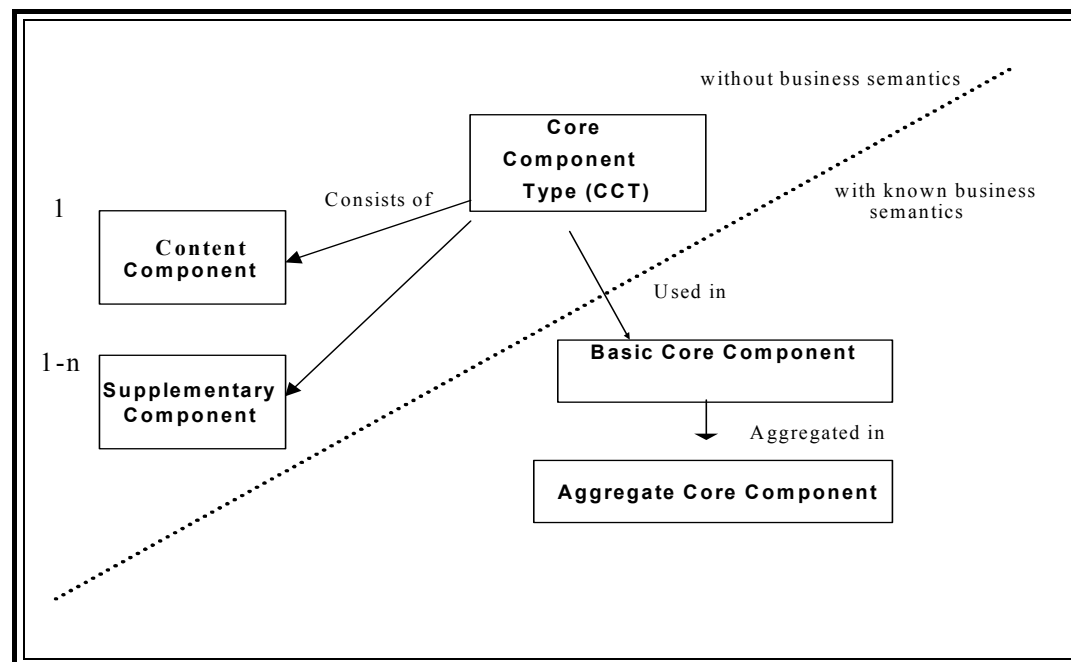 without business semantics
Core
Component
Type (CCT)
Consists of
with known business
semantics
1
Content
Component
Used in
1-n
Basic Core Component
Supplementary
Component
Aggregated in
Aggregate Core Component